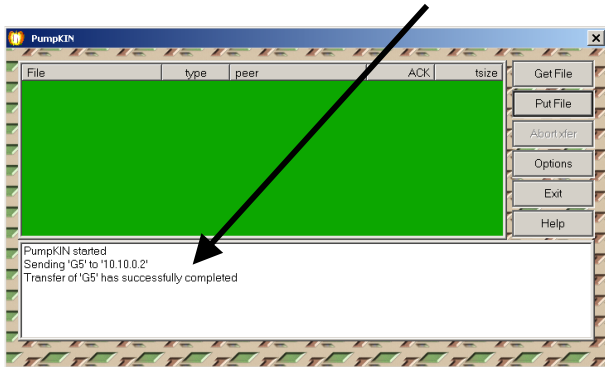 PumpKIN
File type peer ACK tsize
Get File
Put File
Abort xfer
Options
Exit
Help
PumpKIN started
Sending 'G5' to '10.10.0.2'
Transfer of 'G5' has successfully completed